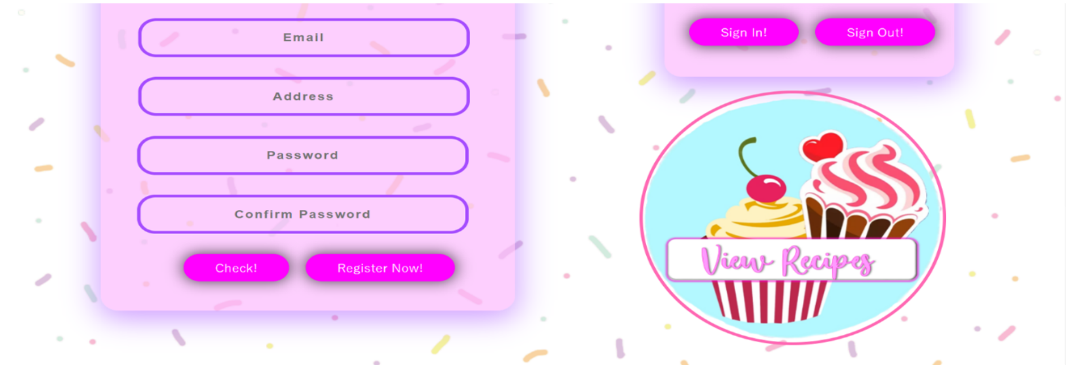 Email
Address
Password
Confirm Password
Check!
Register Now!
Sign In!
Sign Out!
View Recipes